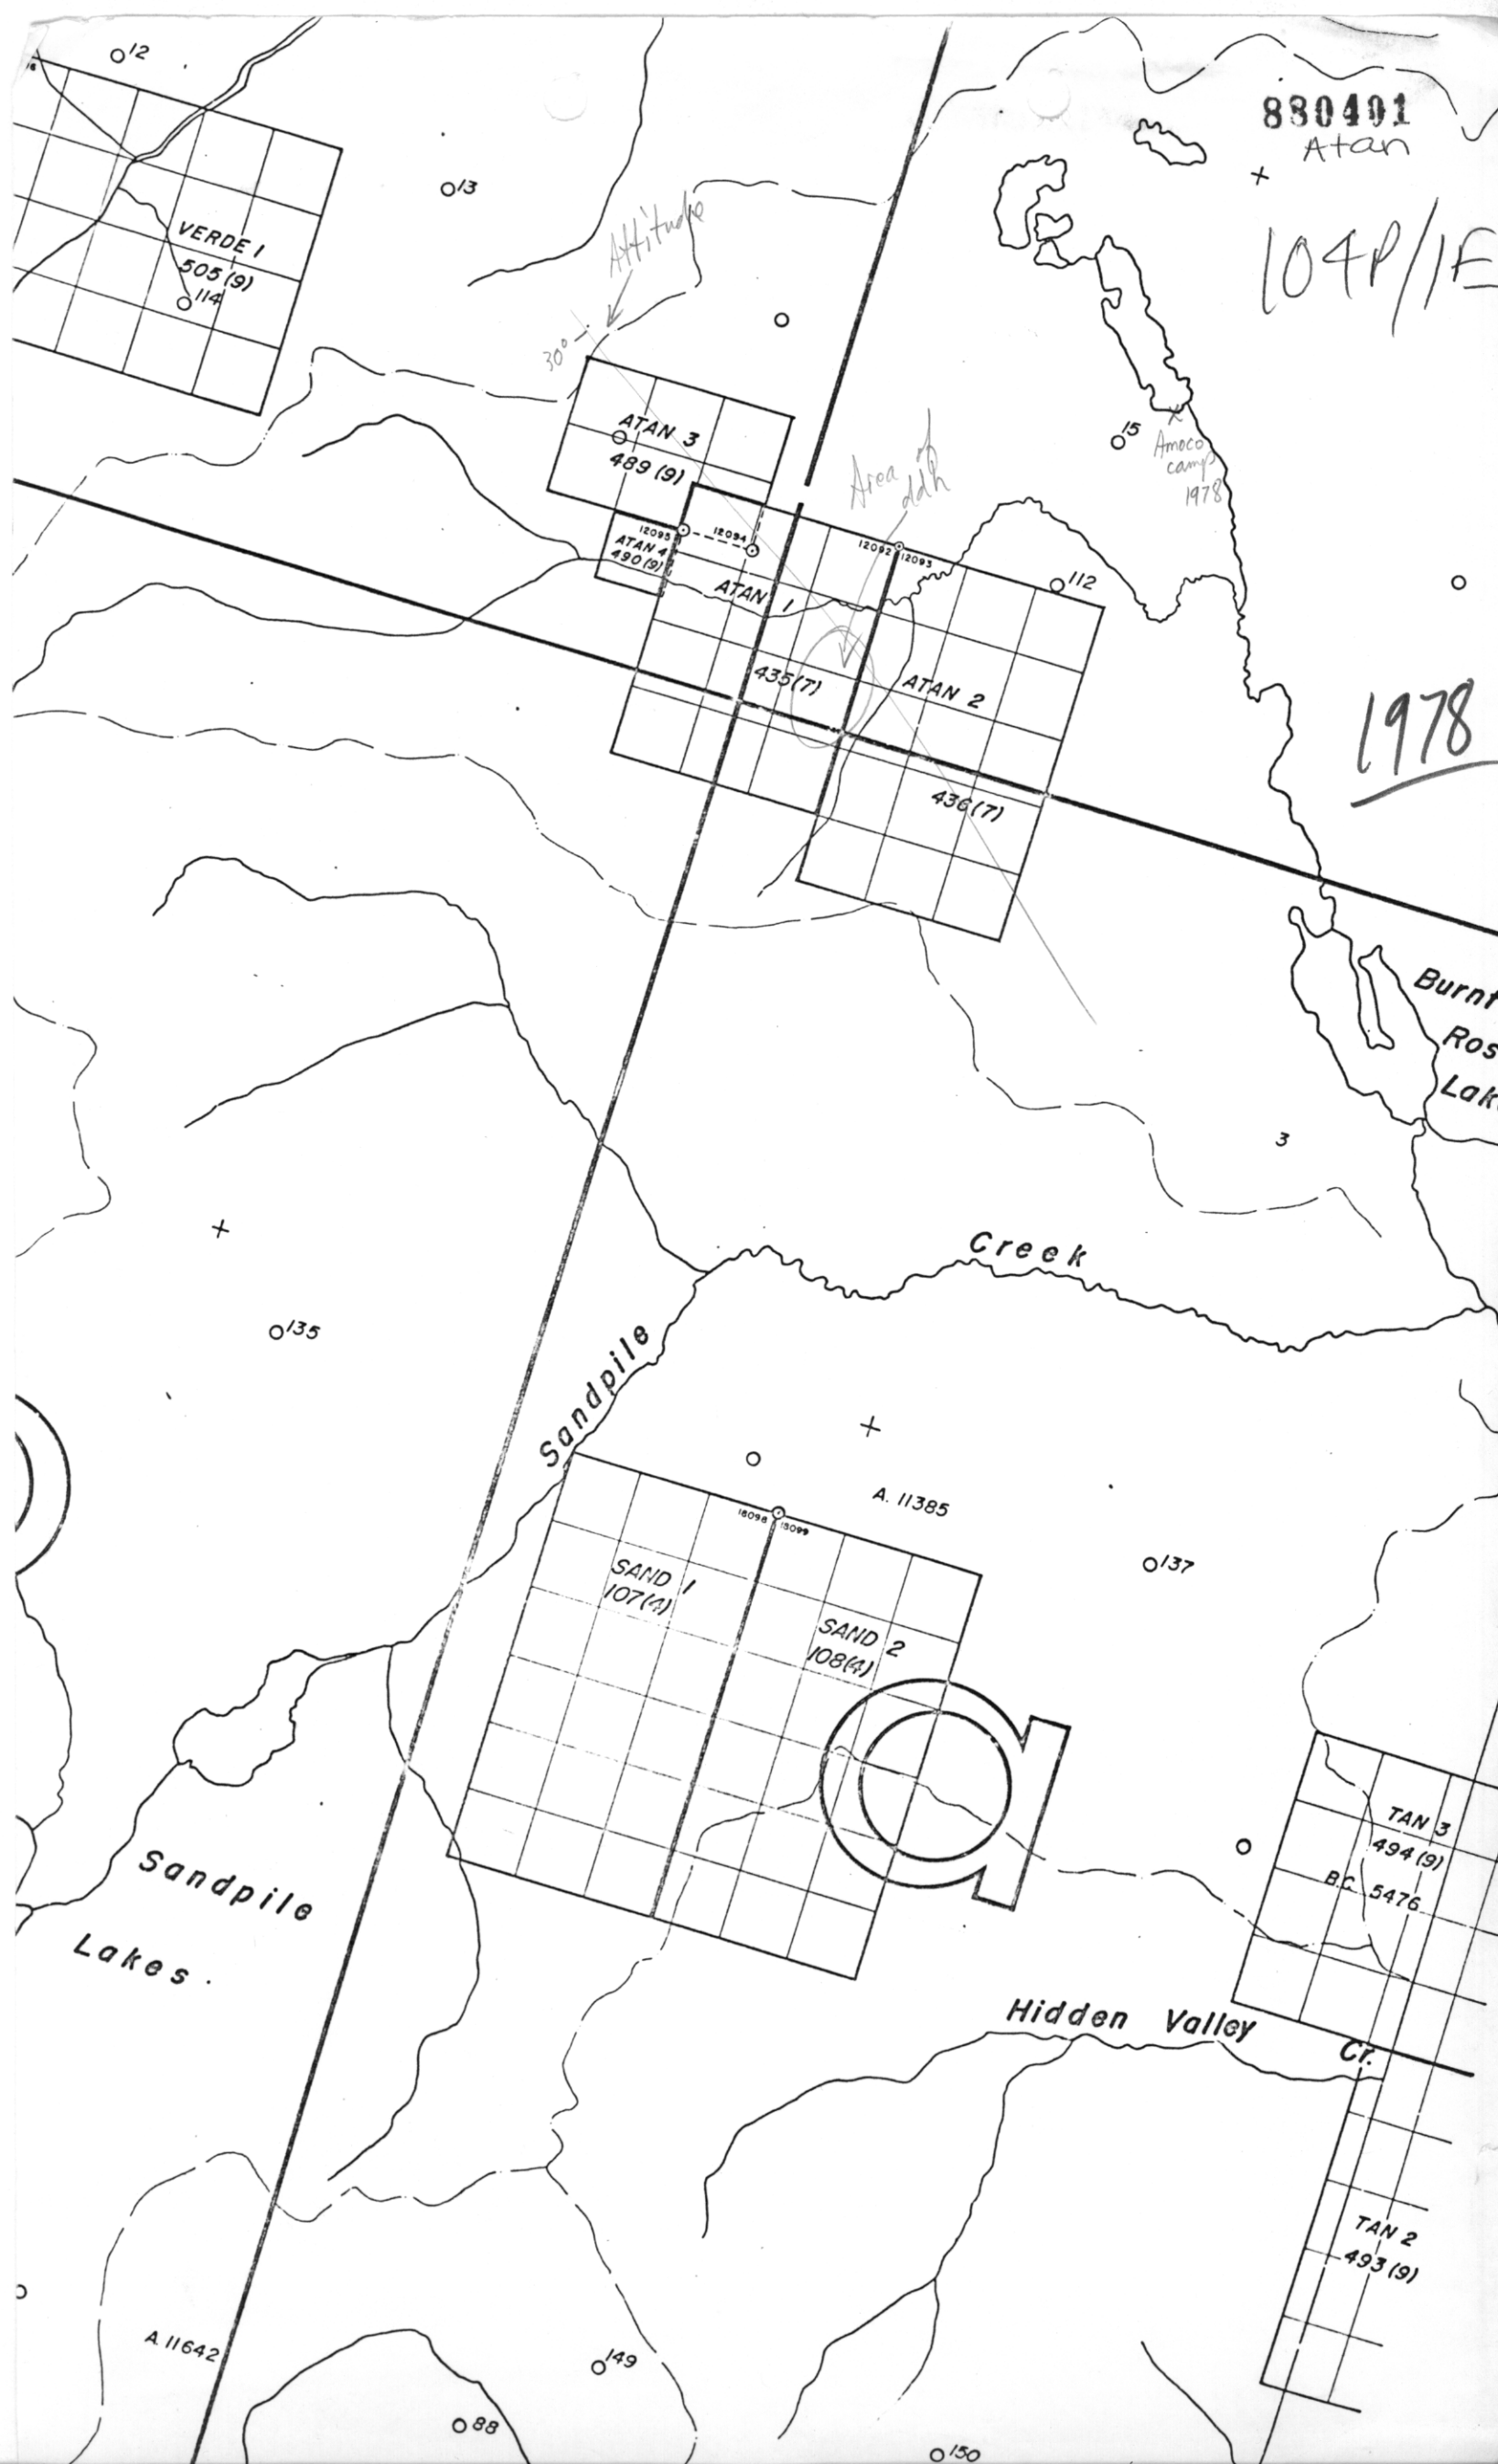 16
12
880401
Atan
13
104P/1E
VERDE 1
505 (9)
114
Attitude
30°
ATAN 3
489 (9)
15
Amoco
camp
1978
Area of
ddh
12095
12094
ATAN 4
490 (9)
12092
12093
112
ATAN 1
435(7)
ATAN 2
1978
436(7)
Burnt
Ros
Lak
3
Creek
135
Sandpile
A. 11385
18098
18099
137
SAND 1
107(4)
SAND 2
108(4)
a
TAN 3
494 (9)
B.C. 5476
Sandpile
Lakes
Hidden Valley
Cr.
TAN 2
493 (9)
A. 11642
149
88
150